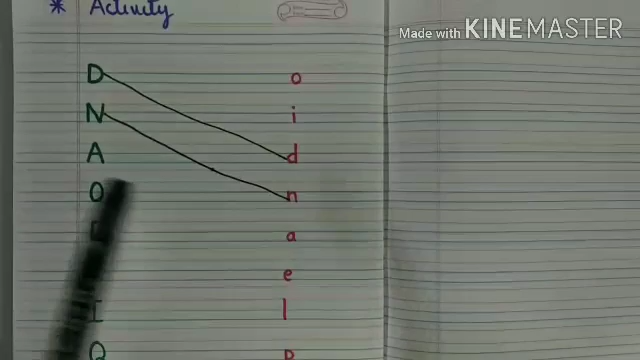 * Activity
Made with KINEMASTER
D o
N i
A d
O n
a
e
I l
Q p